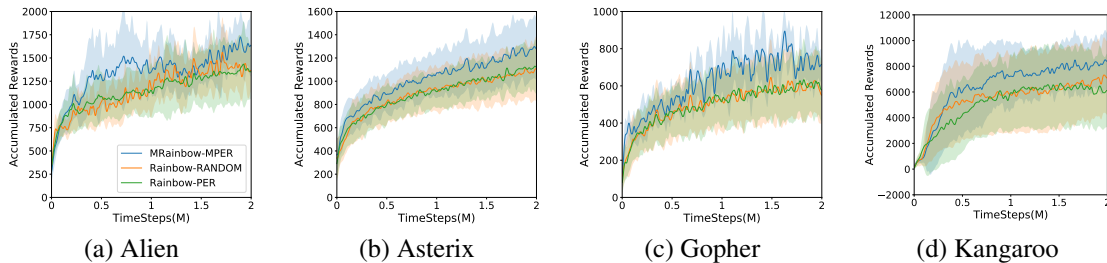 2000
1750
1500
1250
1000
750
500
250
0
Accumulated Rewards
MRainbow-MPER
Rainbow-RANDOM
Rainbow-PER
0 0.5 1 1.5 2
TimeSteps(M)
(a) Alien
1600
1400
1200
1000
800
600
400
200
0
Accumulated Rewards
0 0.5 1 1.5 2
TimeSteps(M)
(b) Asterix
1000
800
600
400
200
0
Accumulated Rewards
0 0.5 1 1.5 2
TimeSteps(M)
(c) Gopher
12000
10000
8000
6000
4000
2000
0
−2000
Accumulated Rewards
0 0.5 1 1.5 2
TimeSteps(M)
(d) Kangaroo